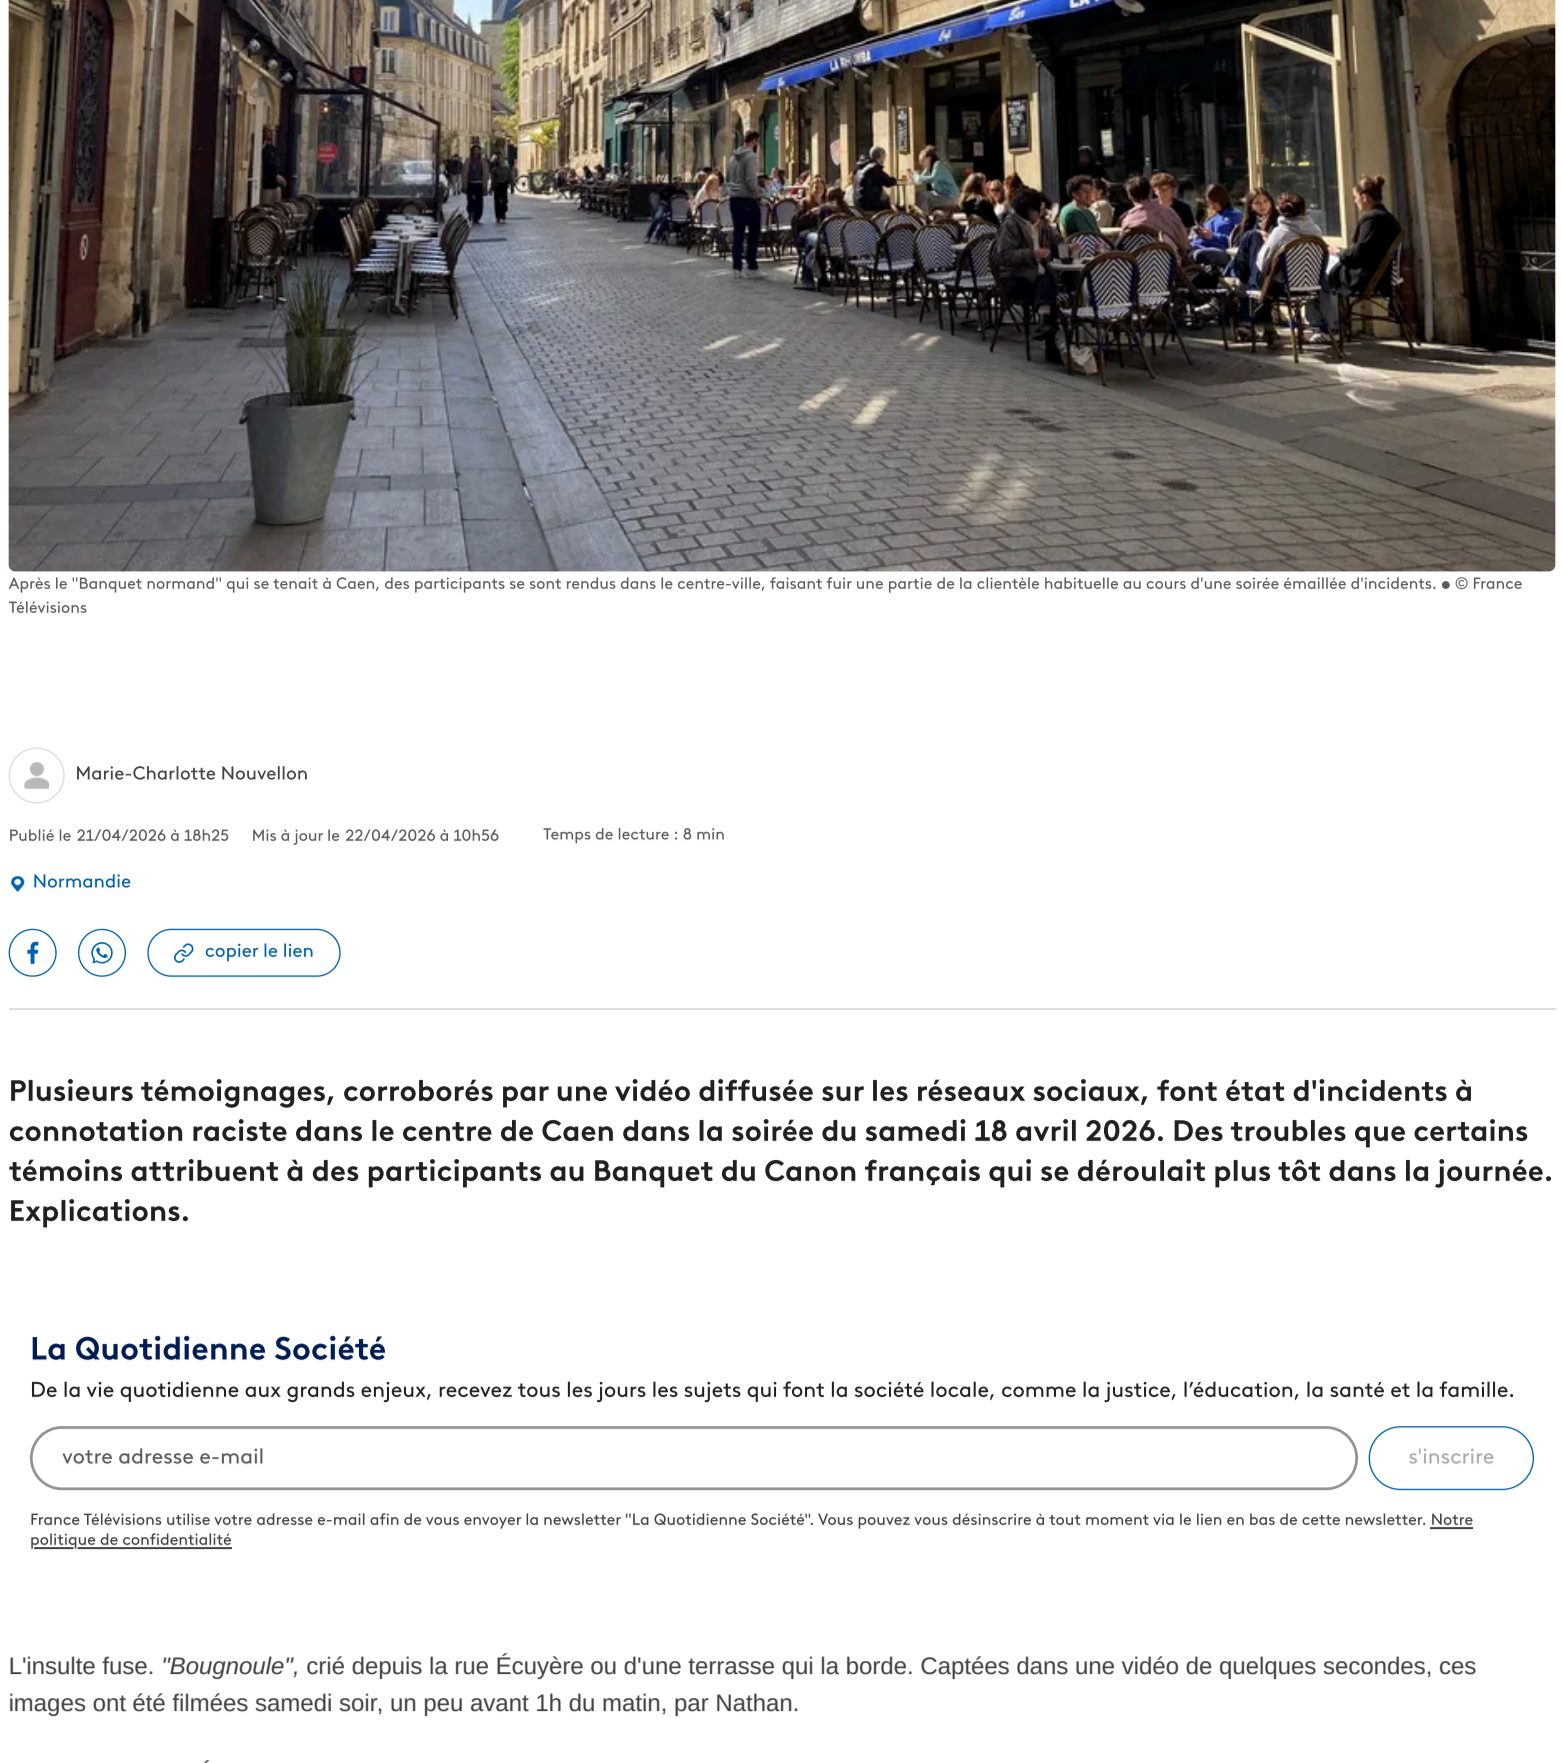 LA
Bar
Café
Après le "Banquet normand" qui se tenait à Caen, des participants se sont rendus dans le centre-ville, faisant fuir une partie de la clientèle habituelle au cours d'une soirée émaillée d'incidents. ● © France
Télévisions
Marie-Charlotte Nouvellon
Publié le 21/04/2026 à 18h25 Mis à jour le 22/04/2026 à 10h56 Temps de lecture : 8 min
Normandie
copier le lien
Plusieurs témoignages, corroborés par une vidéo diffusée sur les réseaux sociaux, font état d'incidents à
connotation raciste dans le centre de Caen dans la soirée du samedi 18 avril 2026. Des troubles que certains
témoins attribuent à des participants au Banquet du Canon français qui se déroulait plus tôt dans la journée.
Explications.
La Quotidienne Société
De la vie quotidienne aux grands enjeux, recevez tous les jours les sujets qui font la société locale, comme la justice, l’éducation, la santé et la famille.
votre adresse e-mail
s'inscrire
France Télévisions utilise votre adresse e-mail afin de vous envoyer la newsletter "La Quotidienne Société". Vous pouvez vous désinscrire à tout moment via le lien en bas de cette newsletter. Notre
politique de confidentialité
L'insulte fuse. "Bougnoule", crié depuis la rue Écuyère ou d'une terrasse qui la borde. Captées dans une vidéo de quelques secondes, ces
images ont été filmées samedi soir, un peu avant 1h du matin, par Nathan.